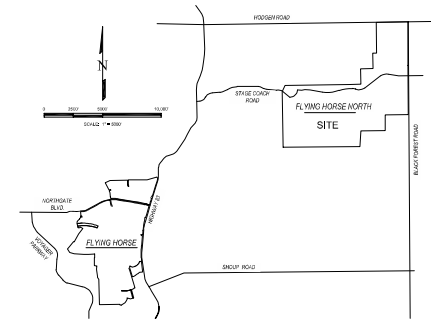 HODGEN ROAD
N
0 2500' 5000' 10,000'
SCALE: 1" = 5000'
STAGE COACH
ROAD
FLYING HORSE NORTH
SITE
BLACK FOREST ROAD
NORTHGATE
BLVD.
HIGHWAY 83
VOYAGER
PARKWAY
FLYING HORSE
SHOUP ROAD